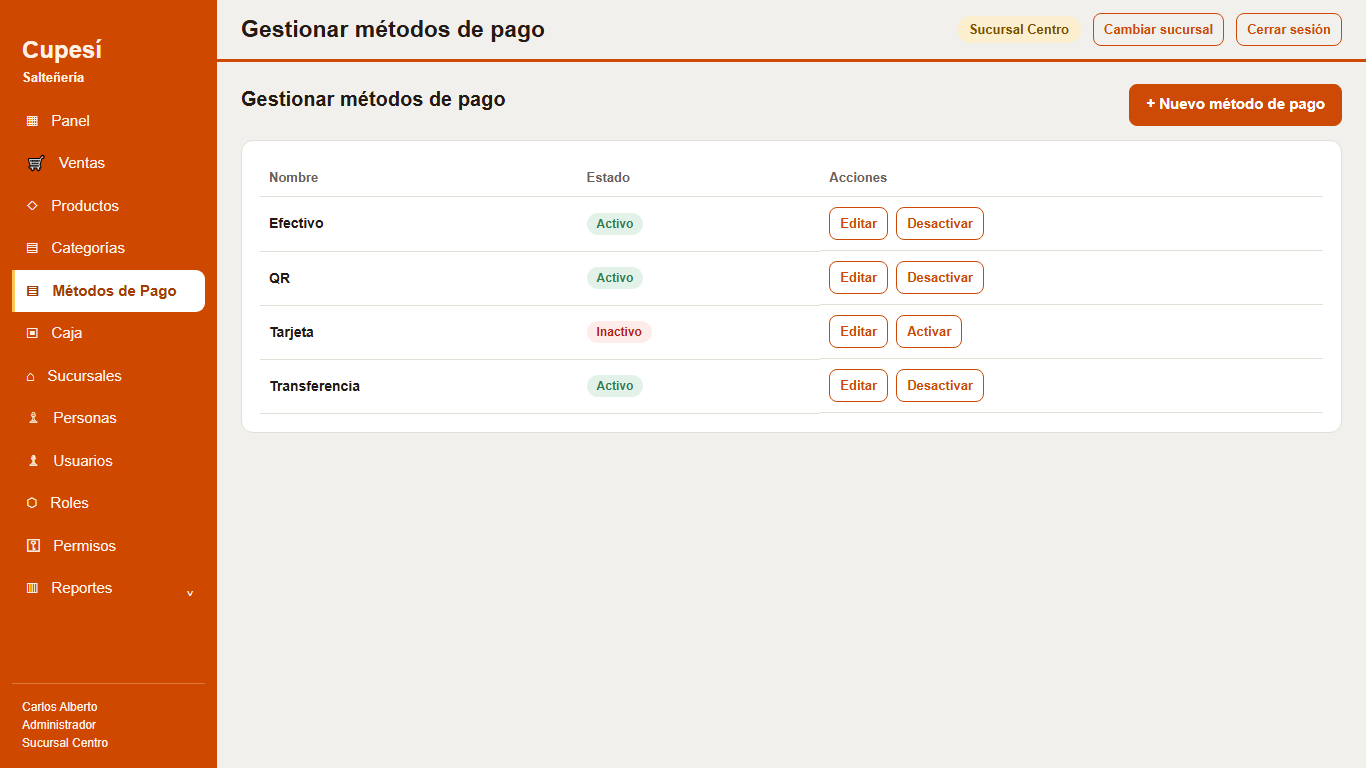 Cupesí
Salteñería
Panel
Ventas
Productos
Categorías
Métodos de Pago
Caja
Sucursales
Personas
Usuarios
Roles
Permisos
Reportes
Carlos Alberto
Administrador
Sucursal Centro
Gestionar métodos de pago
Sucursal Centro
Cambiar sucursal
Cerrar sesión
Gestionar métodos de pago
+ Nuevo método de pago
Nombre Estado Acciones
Efectivo Activo Editar Desactivar
QR Activo Editar Desactivar
Tarjeta Inactivo Editar Activar
Transferencia Activo Editar Desactivar